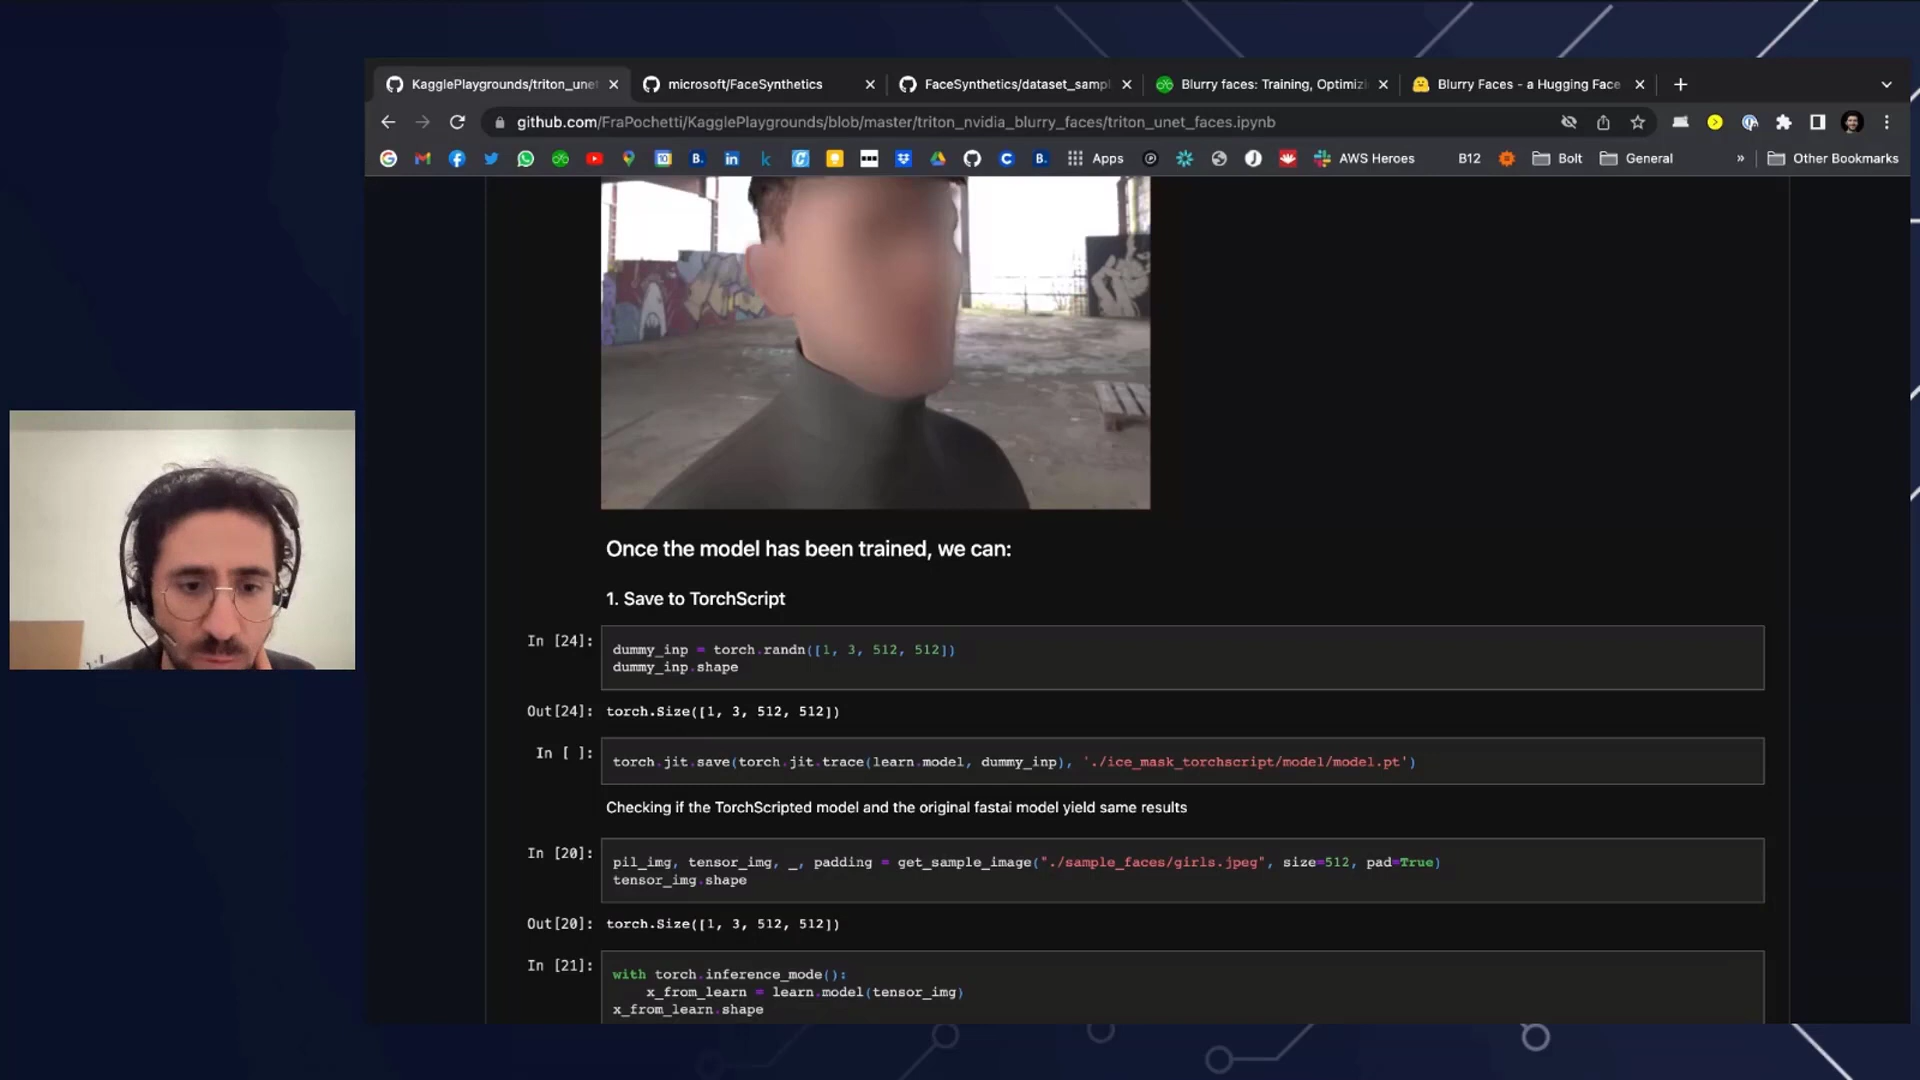 KagglePlaygrounds/triton_unet
microsoft/FaceSynthetics
FaceSynthetics/dataset_sampl
Blurry faces: Training, Optimizi
Blurry Faces - a Hugging Face
github.com/FraPochetti/KagglePlaygrounds/blob/master/triton_nvidia_blurry_faces/triton_unet_faces.ipynb
Apps
AWS Heroes
B12
Bolt
General
»
Other Bookmarks
Once the model has been trained, we can:
1. Save to TorchScript
In [24]:
dummy_inp = torch.randn([1, 3, 512, 512])
dummy_inp.shape
Out[24]: torch.Size([1, 3, 512, 512])
In [ ]:
torch.jit.save(torch.jit.trace(learn.model, dummy_inp), './ice_mask_torchscript/model/model.pt')
Checking if the TorchScripted model and the original fastai model yield same results
In [20]:
pil_img, tensor_img, _, padding = get_sample_image("./sample_faces/girls.jpeg", size=512, pad=True)
tensor_img.shape
Out[20]: torch.Size([1, 3, 512, 512])
In [21]:
with torch.inference_mode():
x_from_learn = learn.model(tensor_img)
x_from_learn.shape